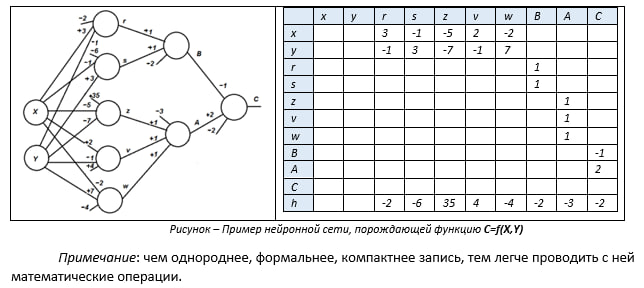 x y r s z v w B A C
x 3 -1 -5 2 -2
y -1 3 -7 -1 7
r 1
s 1
z 1
v 1
w 1
B -1
A 2
C
h -2 -6 35 4 -4 -2 -3 -2
-2 r
+3 +1
-1
-6 B
-1 s +1
+3 -2
+35 -1
X -5 z -3 C
-7 +1 A +2
+2 +1 -2
Y -1 v +1
+4
-2
+7 w
-4
Рисунок – Пример нейронной сети, порождающей функцию C=f(X,Y)
Примечание: чем однороднее, формальнее, компактнее запись, тем легче проводить с ней
математические операции.